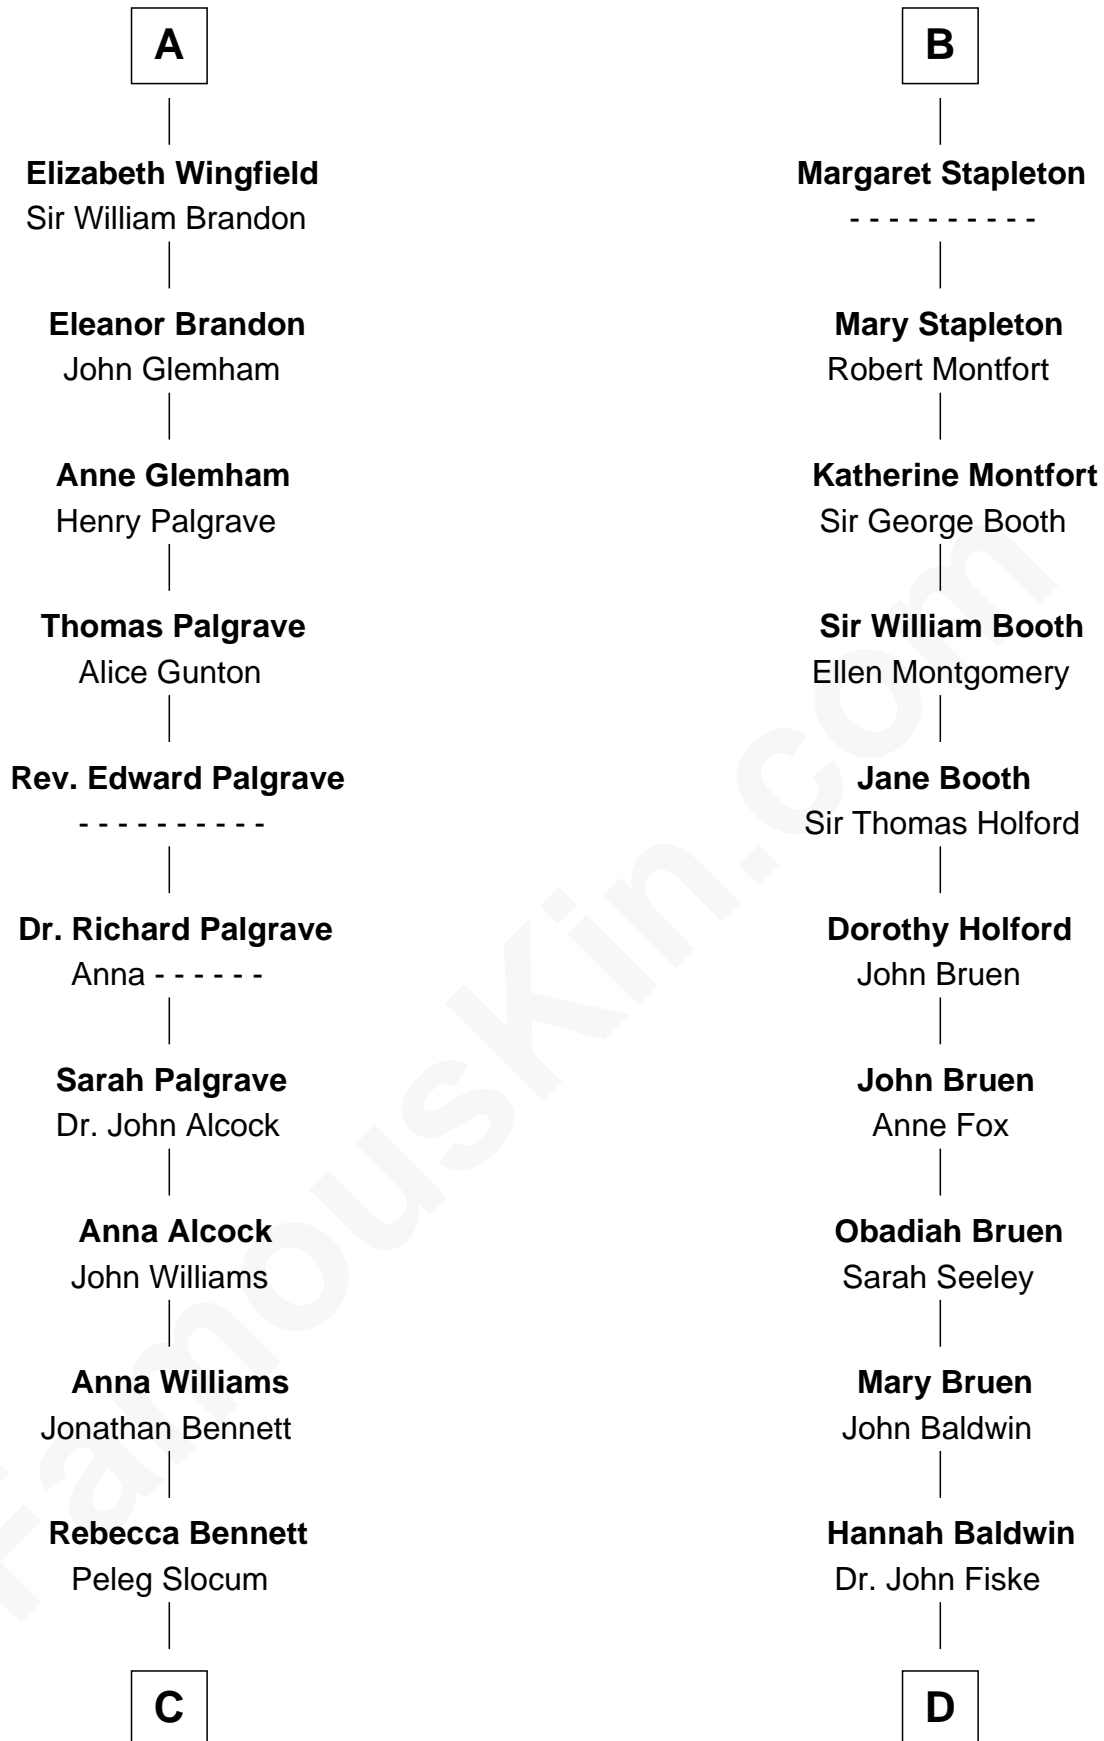 A
Elizabeth Wingfield
Sir William Brandon
Eleanor Brandon
John Glemham
Anne Glemham
Henry Palgrave
Thomas Palgrave
Alice Gunton
Rev. Edward Palgrave
- - - - - - - - - -
Dr. Richard Palgrave
Anna - - - - - -
Sarah Palgrave
Dr. John Alcock
Anna Alcock
John Williams
Anna Williams
Jonathan Bennett
Rebecca Bennett
Peleg Slocum
C
B
Margaret Stapleton
- - - - - - - - - -
Mary Stapleton
Robert Montfort
Katherine Montfort
Sir George Booth
Sir William Booth
Ellen Montgomery
Jane Booth
Sir Thomas Holford
Dorothy Holford
John Bruen
John Bruen
Anne Fox
Obadiah Bruen
Sarah Seeley
Mary Bruen
John Baldwin
Hannah Baldwin
Dr. John Fiske
D
FamousKin.com